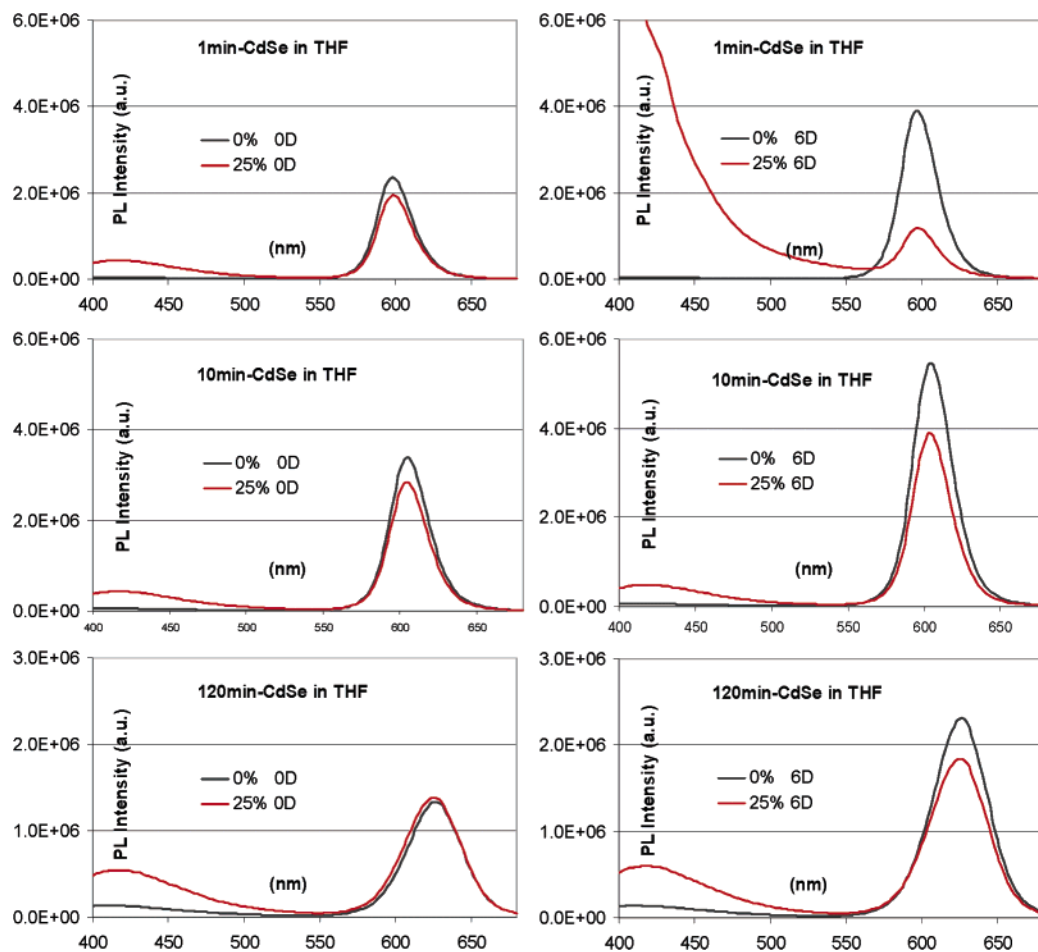 6.0E+06
1min-CdSe in THF
PL Intensity (a.u.)
4.0E+06
0% 0D
25% 0D
2.0E+06
(nm)
0.0E+00
400 450 500 550 600 650
6.0E+06
1min-CdSe in THF
PL Intensity (a.u.)
4.0E+06
0% 6D
25% 6D
2.0E+06
(nm)
0.0E+00
400 450 500 550 600 650
6.0E+06
10min-CdSe in THF
PL Intensity (a.u.)
4.0E+06
0% 0D
25% 0D
2.0E+06
(nm)
0.0E+00
400 450 500 550 600 650
6.0E+06
10min-CdSe in THF
PL Intensity (a.u.)
4.0E+06
0% 6D
25% 6D
2.0E+06
(nm)
0.0E+00
400 450 500 550 600 650
3.0E+06
120min-CdSe in THF
PL Intensity (a.u.)
2.0E+06
0% 0D
25% 0D
1.0E+06
(nm)
0.0E+00
400 450 500 550 600 650
3.0E+06
120min-CdSe in THF
PL Intensity (a.u.)
2.0E+06
0% 6D
25% 6D
1.0E+06
(nm)
0.0E+00
400 450 500 550 600 650